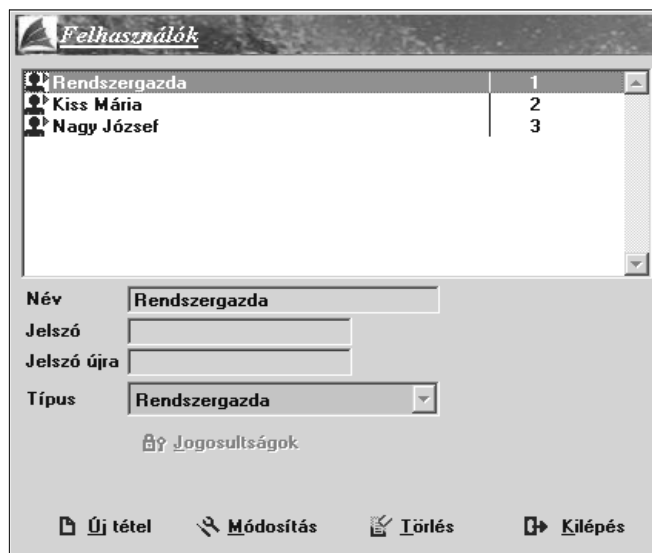 Felhasználók
Rendszergazda 1
Kiss Mária 2
Nagy József 3
Név Rendszergazda
Jelszó
Jelszó újra
Típus Rendszergazda
Jogosultságok
Új tétel Módosítás Törlés Kilépés